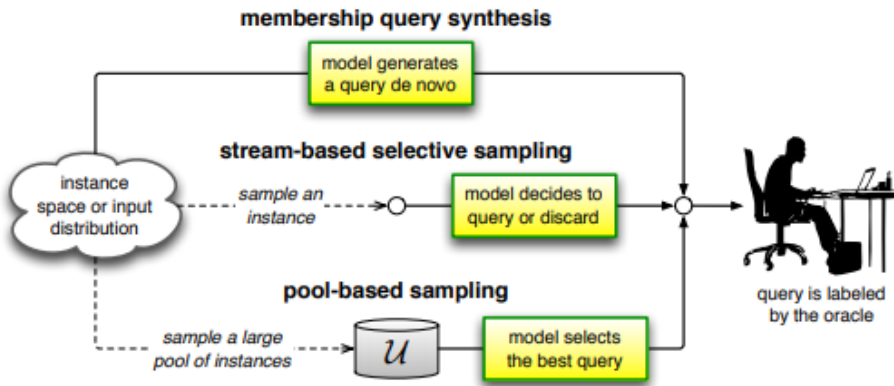 membership query synthesis
model generates
a query de novo
stream-based selective sampling
instance
space or input
distribution
sample an
instance
model decides to
query or discard
pool-based sampling
sample a large
pool of instances
U
model selects
the best query
query is labeled
by the oracle